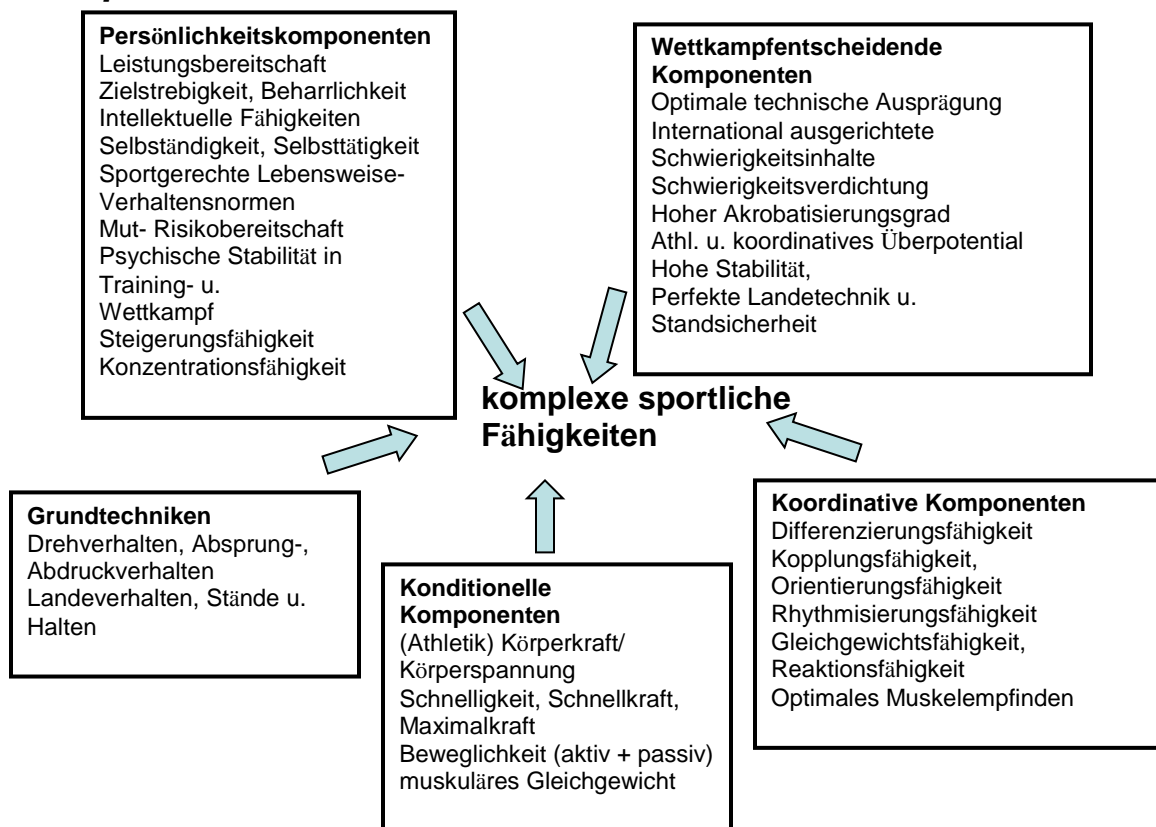 Persönlichkeitskomponenten
Leistungsbereitschaft
Zielstrebigkeit, Beharrlichkeit
Intellektuelle Fähigkeiten
Selbständigkeit, Selbsttätigkeit
Sportgerechte Lebensweise-
Verhaltensnormen
Mut- Risikobereitschaft
Psychische Stabilität in
Training- u.
Wettkampf
Steigerungsfähigkeit
Konzentrationsfähigkeit
Wettkampfentscheidende
Komponenten
Optimale technische Ausprägung
International ausgerichtete
Schwierigkeitsinhalte
Schwierigkeitsverdichtung
Hoher Akrobatisierungsgrad
Athl. u. koordinatives Überpotential
Hohe Stabilität,
Perfekte Landetechnik u.
Standsicherheit
komplexe sportliche
Fähigkeiten
Grundtechniken
Drehverhalten, Absprung-,
Abdruckverhalten
Landeverhalten, Stände u.
Halten
Konditionelle
Komponenten
(Athletik) Körperkraft/
Körperspannung
Schnelligkeit, Schnellkraft,
Maximalkraft
Beweglichkeit (aktiv + passiv)
muskuläres Gleichgewicht
Koordinative Komponenten
Differenzierungsfähigkeit
Kopplungsfähigkeit,
Orientierungsfähigkeit
Rhythmisierungsfähigkeit
Gleichgewichtsfähigkeit,
Reaktionsfähigkeit
Optimales Muskelempfinden